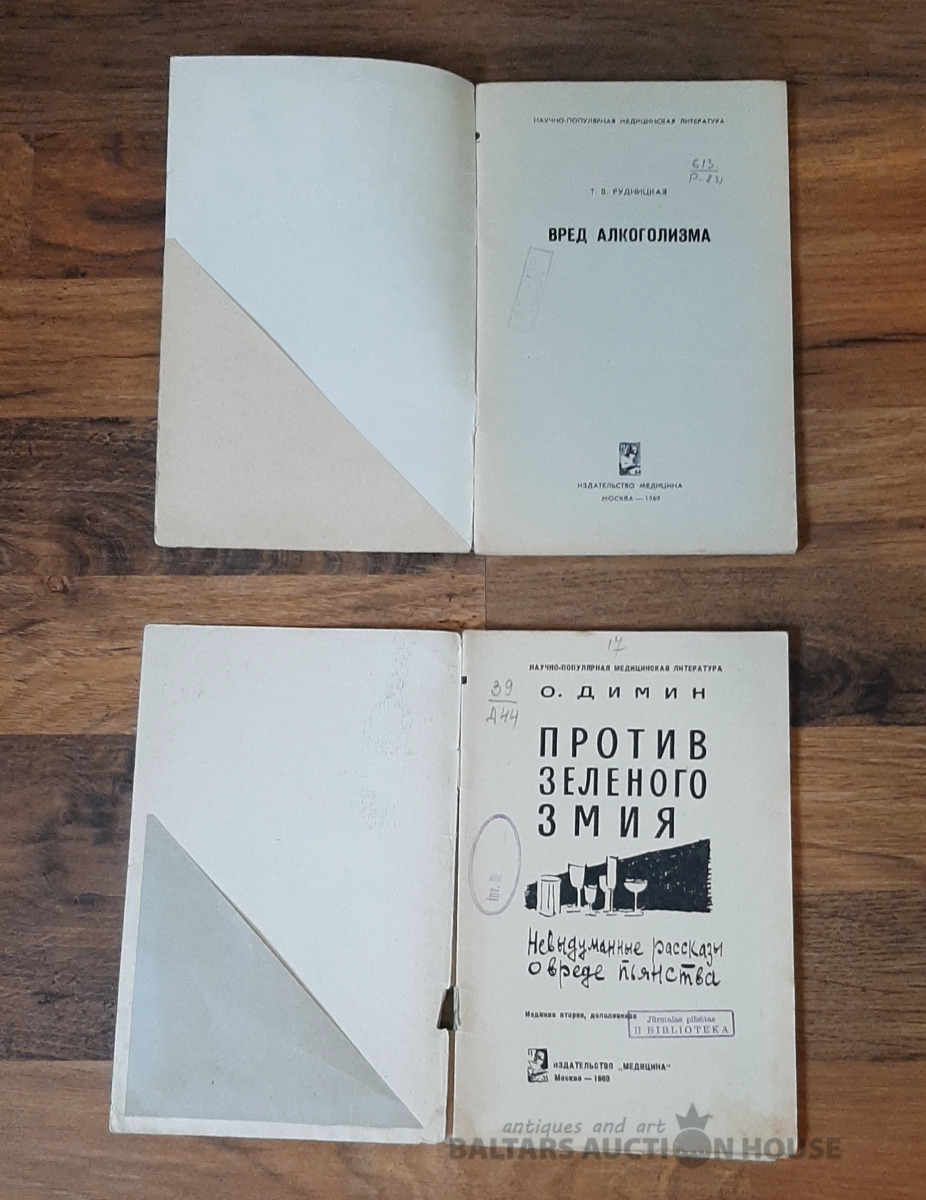 НАУЧНО-ПОПУЛЯРНАЯ МЕДИЦИНСКАЯ ЛИТЕРАТУРА
613
Р-83
Т. В. РУДНИЦКАЯ
ВРЕД АЛКОГОЛИЗМА
ИЗДАТЕЛЬСТВО МЕДИЦИНА
МОСКВА — 1969
17
НАУЧНО-ПОПУЛЯРНАЯ МЕДИЦИНСКАЯ ЛИТЕРАТУРА
39
Д44
О. ДИМИН
ПРОТИВ
ЗЕЛЕНОГО
ЗМИЯ
Невыдуманные рассказы
о вреде пьянства
Издание второе, дополненное
Jūrmalas pilsētas
II BIBLIOTEKA
ИЗДАТЕЛЬСТВО „МЕДИЦИНА"
Москва — 1969
antiques and art
BALTARS AUCTION HOUSE